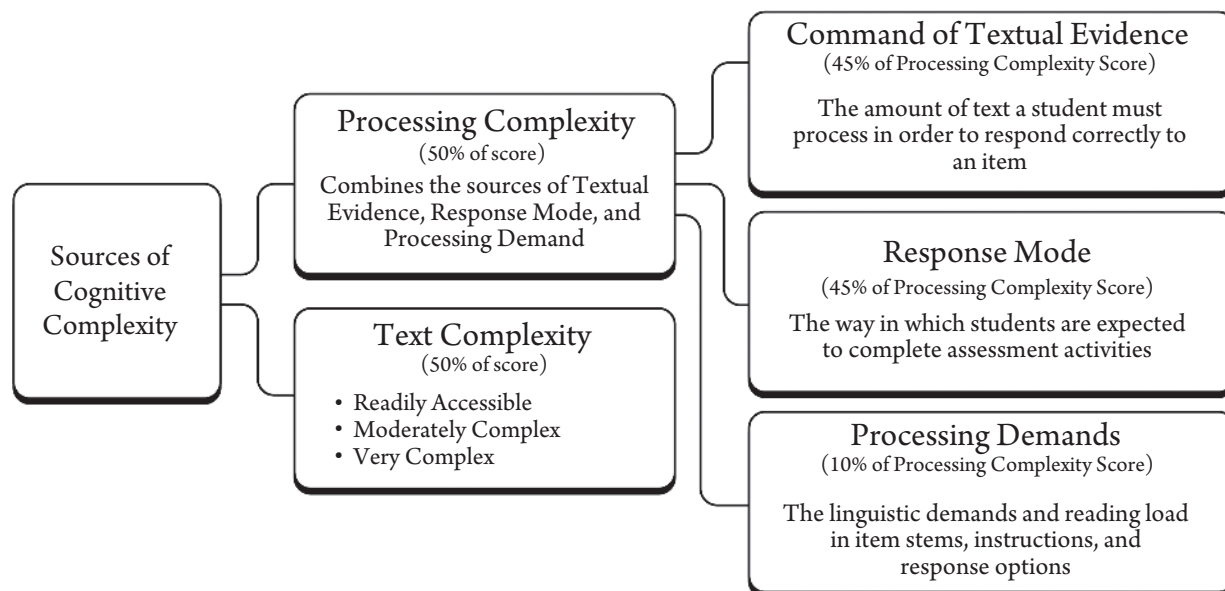 Sources of
Cognitive
Complexity
Processing Complexity
(50% of score)
Combines the sources of Textual
Evidence, Response Mode, and
Processing Demand
Text Complexity
(50% of score)
• Readily Accessible
• Moderately Complex
• Very Complex
Command of Textual Evidence
(45% of Processing Complexity Score)
The amount of text a student must
process in order to respond correctly to
an item
Response Mode
(45% of Processing Complexity Score)
The way in which students are expected
to complete assessment activities
Processing Demands
(10% of Processing Complexity Score)
The linguistic demands and reading load
in item stems, instructions, and
response options